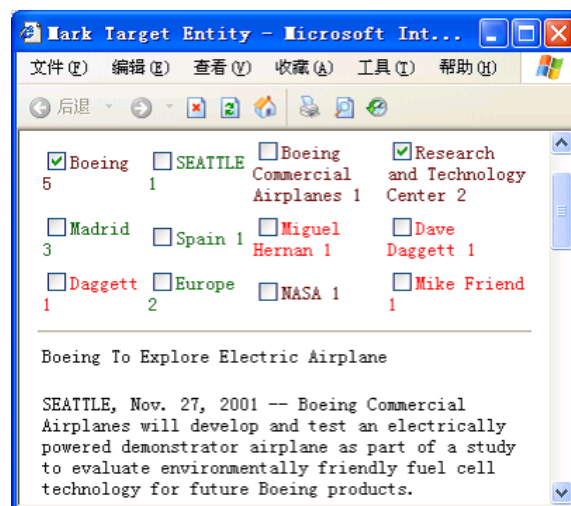 Mark Target Entity - Microsoft Int...
文件(F) 编辑(E) 查看(V) 收藏(A) 工具(T) 帮助(H)
后退
Boeing 5 SEATTLE 1 Boeing Commercial Airplanes 1 Research and Technology Center 2
Madrid 3 Spain 1 Miguel Hernan 1 Dave Daggett 1
Daggett 1 Europe 2 NASA 1 Mike Friend 1
Boeing To Explore Electric Airplane
SEATTLE, Nov. 27, 2001 -- Boeing Commercial
Airplanes will develop and test an electrically
powered demonstrator airplane as part of a study
to evaluate environmentally friendly fuel cell
technology for future Boeing products.